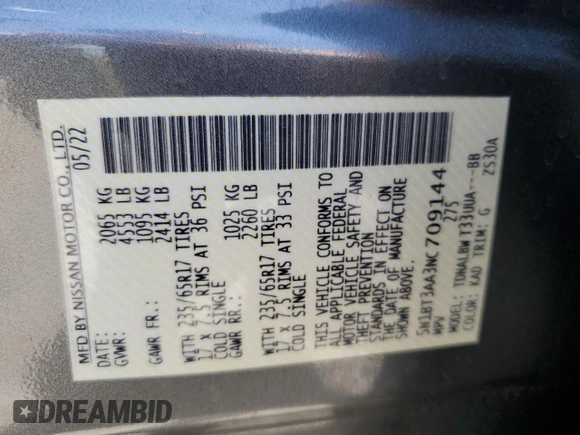 MFD BY NISSAN MOTOR CO., LTD.
DATE: 05/22
GVWR: 2065 KG
4553 LB
GAWR FR.: 1095 KG
2414 LB
WITH 235/65R17 TIRES
17 x 7.5 RIMS AT 36 PSI
COLD SINGLE
GAWR RR.: 1025 KG
2260 LB
WITH 235/65R17 TIRES
17 x 7.5 RIMS AT 33 PSI
COLD SINGLE
THIS VEHICLE CONFORMS TO
ALL APPLICABLE FEDERAL
MOTOR VEHICLE SAFETY AND
THEFT PREVENTION
STANDARDS IN EFFECT ON
THE DATE OF MANUFACTURE
SHOWN ABOVE.
5N1BT3AA3NC709144
MPV 275
MODEL: TDNALBW T33UUA---BB
COLOR: KAD TRIM: G ZS30A
DREAMBID